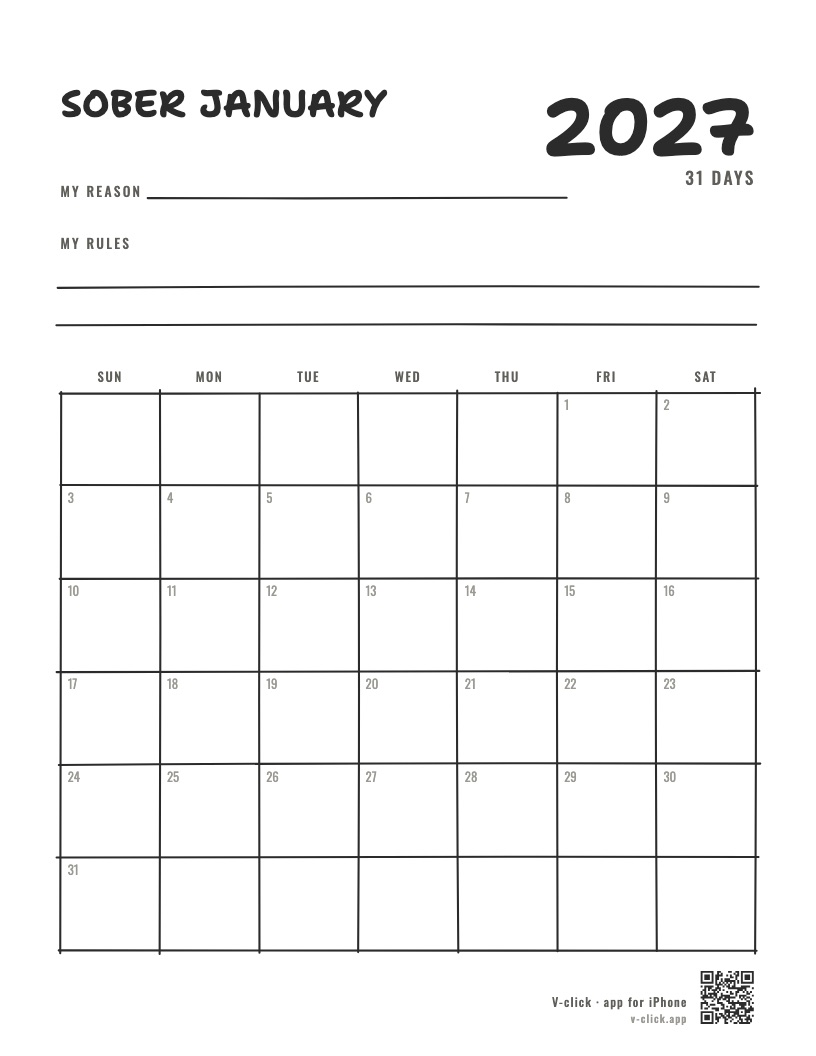 SOBER JANUARY
2027
31 DAYS
MY REASON
MY RULES
SUN MON TUE WED THU FRI SAT
1 2
3 4 5 6 7 8 9
10 11 12 13 14 15 16
17 18 19 20 21 22 23
24 25 26 27 28 29 30
31
V-click · app for iPhone
v-click.app